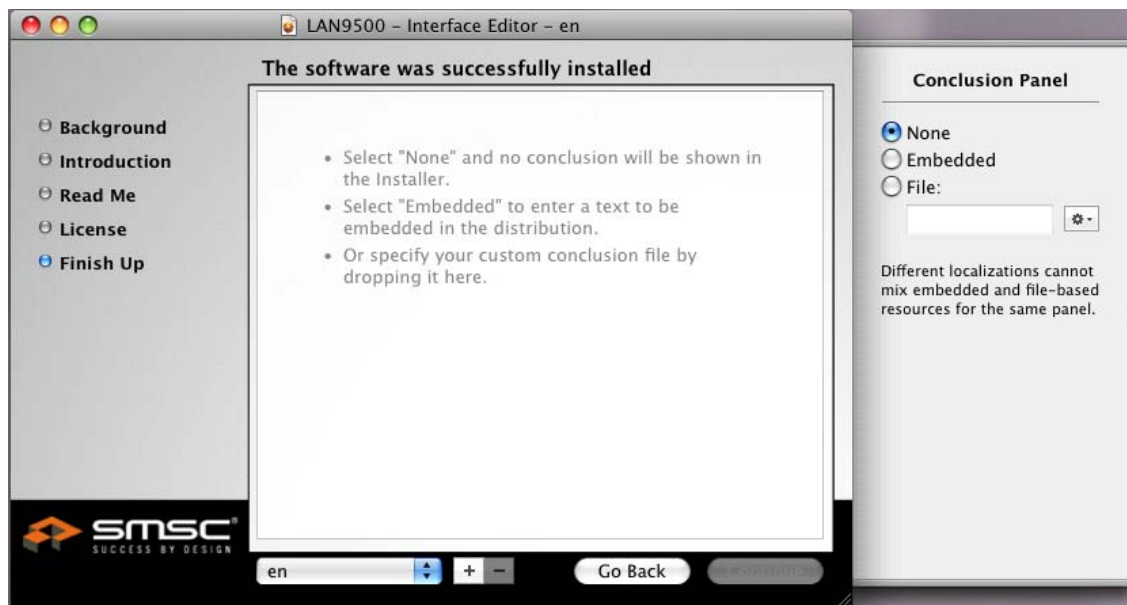 LAN9500 – Interface Editor – en
The software was successfully installed
Background
Introduction
Read Me
License
Finish Up
• Select "None" and no conclusion will be shown in
the Installer.
• Select "Embedded" to enter a text to be
embedded in the distribution.
• Or specify your custom conclusion file by
dropping it here.
smsc®
SUCCESS BY DESIGN
en
+ −
Go Back
Continue
Conclusion Panel
None
Embedded
File:
Different localizations cannot
mix embedded and file-based
resources for the same panel.